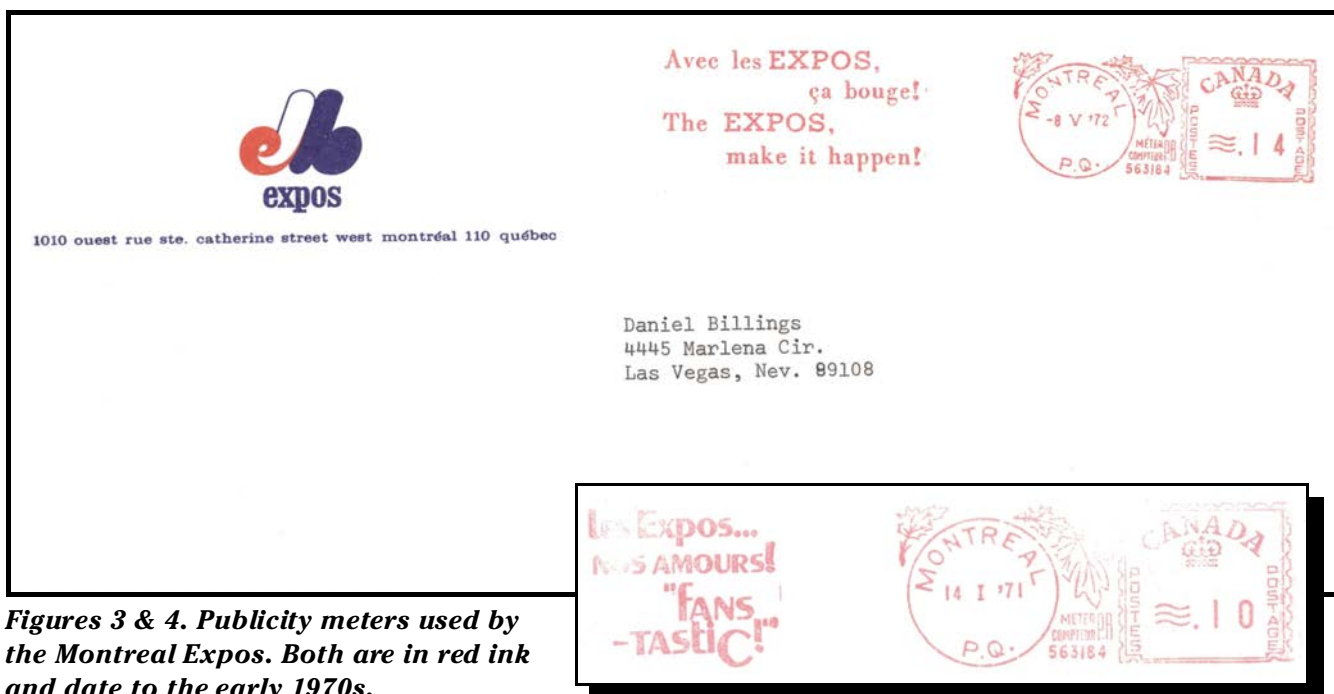 expos
1010 ouest rue ste. catherine street west montréal 110 québec
Avec les EXPOS,
ça bouge!
The EXPOS,
make it happen!
MONTREAL
-8 V '72
P.Q.
METER PB
COMPTEUR
563184
CANADA
POSTES
.14
POSTAGE
Daniel Billings
4445 Marlena Cir.
Las Vegas, Nev. 89108
Les Expos...
NOS AMOURS!
"FANS
-TASTIC!"
MONTREAL
14 I '71
P.Q.
METER PB
COMPTEUR
563184
CANADA
POSTES
.10
POSTAGE
Figures 3 & 4. Publicity meters used by
the Montreal Expos. Both are in red ink
and date to the early 1970s.